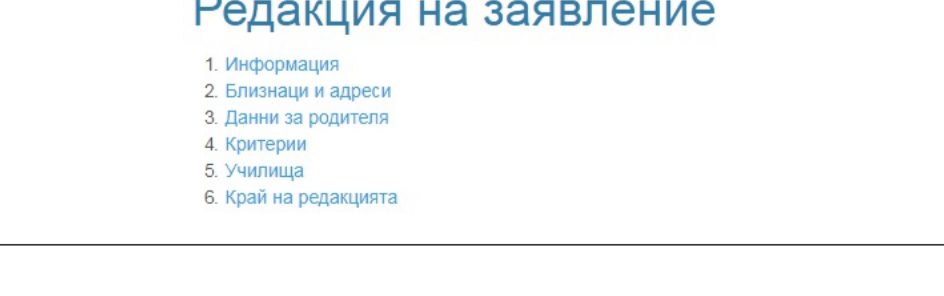 Редакция на заявление
1. Информация
2. Близнаци и адреси
3. Данни за родителя
4. Критерии
5. Училища
6. Край на редакцията